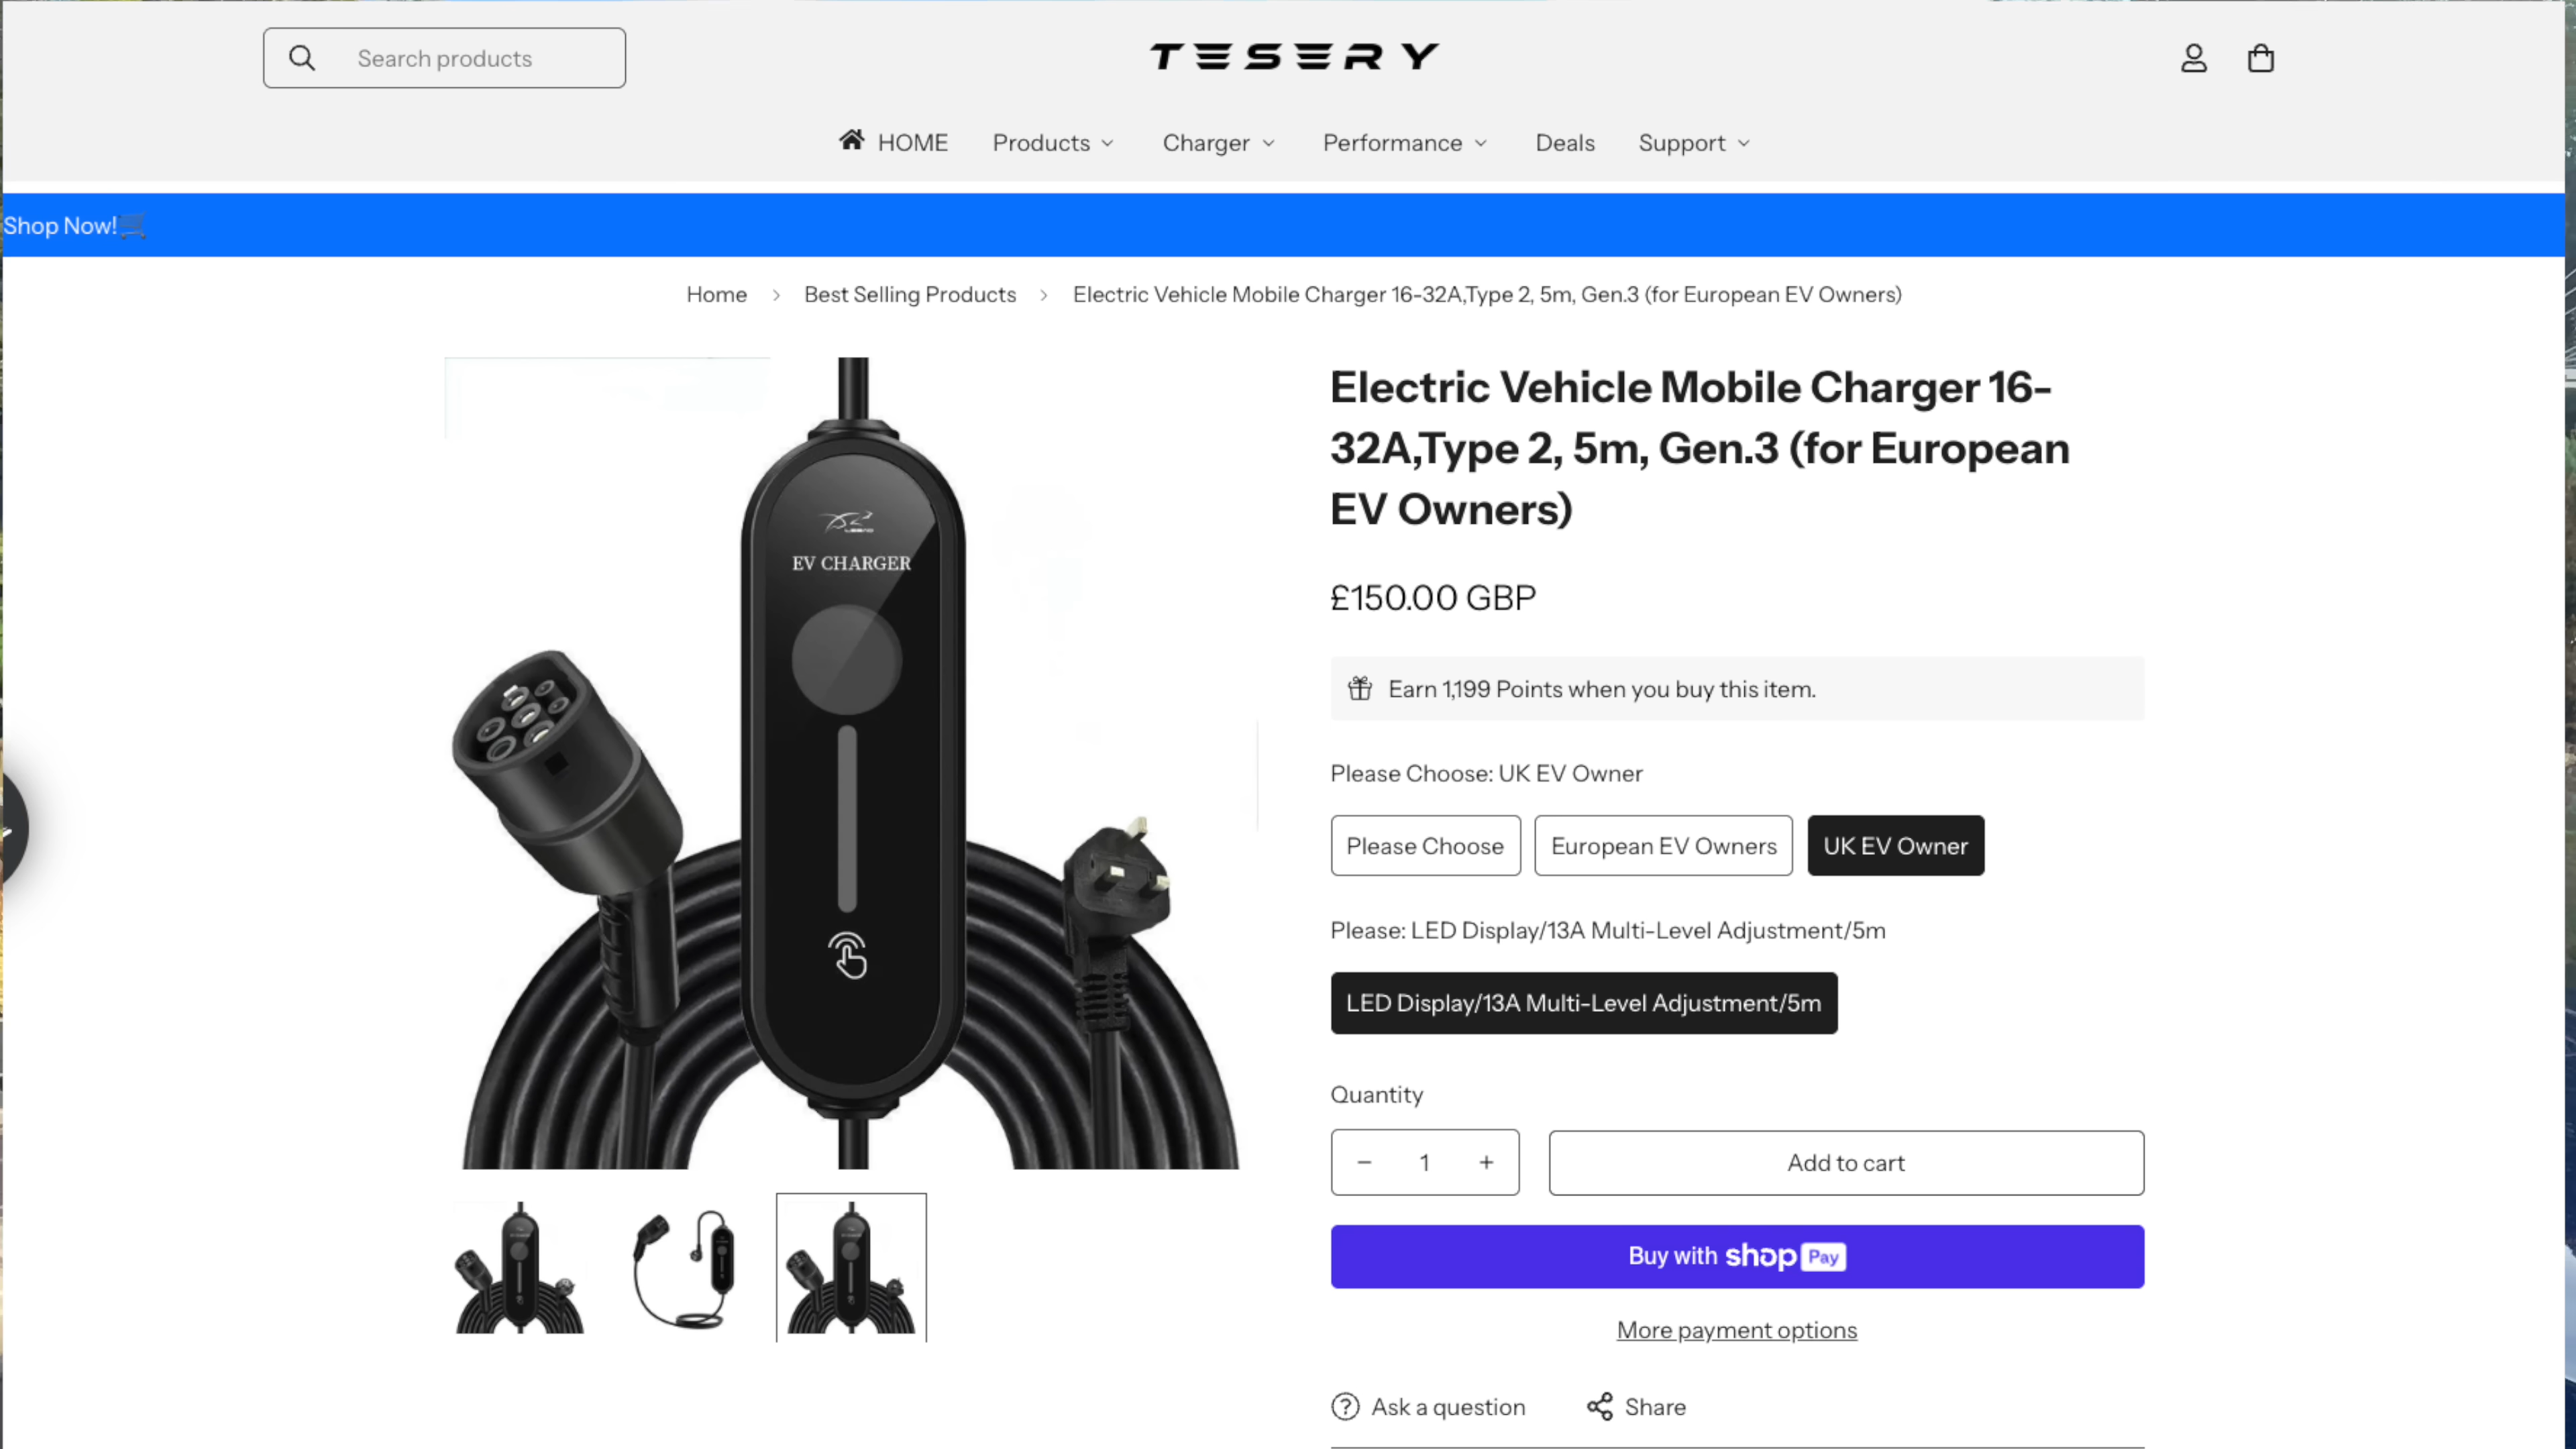 Search products
TESERY
HOME
Products
Charger
Performance
Deals
Support
Shop Now!
Home > Best Selling Products > Electric Vehicle Mobile Charger 16-32A,Type 2, 5m, Gen.3 (for European EV Owners)
EV CHARGER
Electric Vehicle Mobile Charger 16-
32A,Type 2, 5m, Gen.3 (for European
EV Owners)
£150.00 GBP
Earn 1,199 Points when you buy this item.
Please Choose: UK EV Owner
Please Choose
European EV Owners
UK EV Owner
Please: LED Display/13A Multi-Level Adjustment/5m
LED Display/13A Multi-Level Adjustment/5m
Quantity
− 1 +
Add to cart
Buy with shop Pay
More payment options
? Ask a question
Share